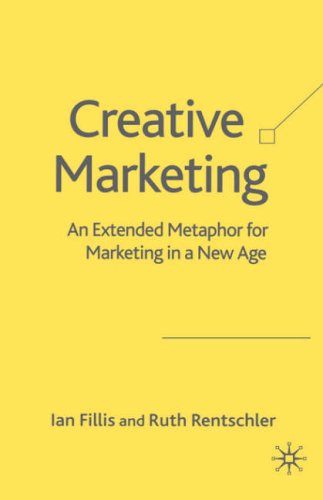 Creative
Marketing
An Extended Metaphor for
Marketing in a New Age
Ian Fillis and Ruth Rentschler